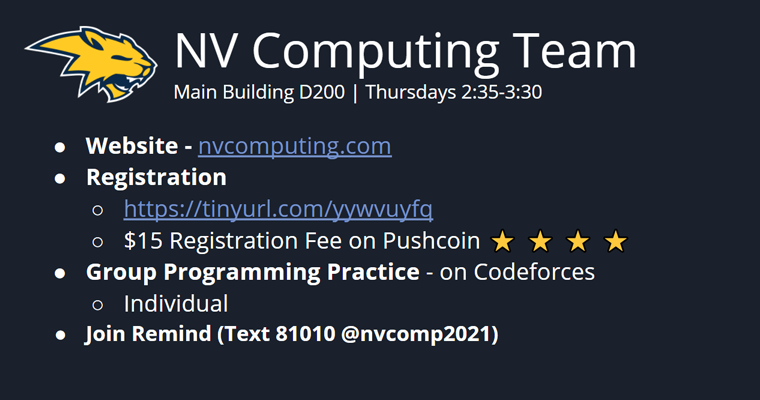 NV Computing Team
Main Building D200 | Thursdays 2:35-3:30
● Website - nvcomputing.com
● Registration
○ https://tinyurl.com/yywvuyfq
○ $15 Registration Fee on Pushcoin ★ ★ ★ ★
● Group Programming Practice - on Codeforces
○ Individual
● Join Remind (Text 81010 @nvcomp2021)